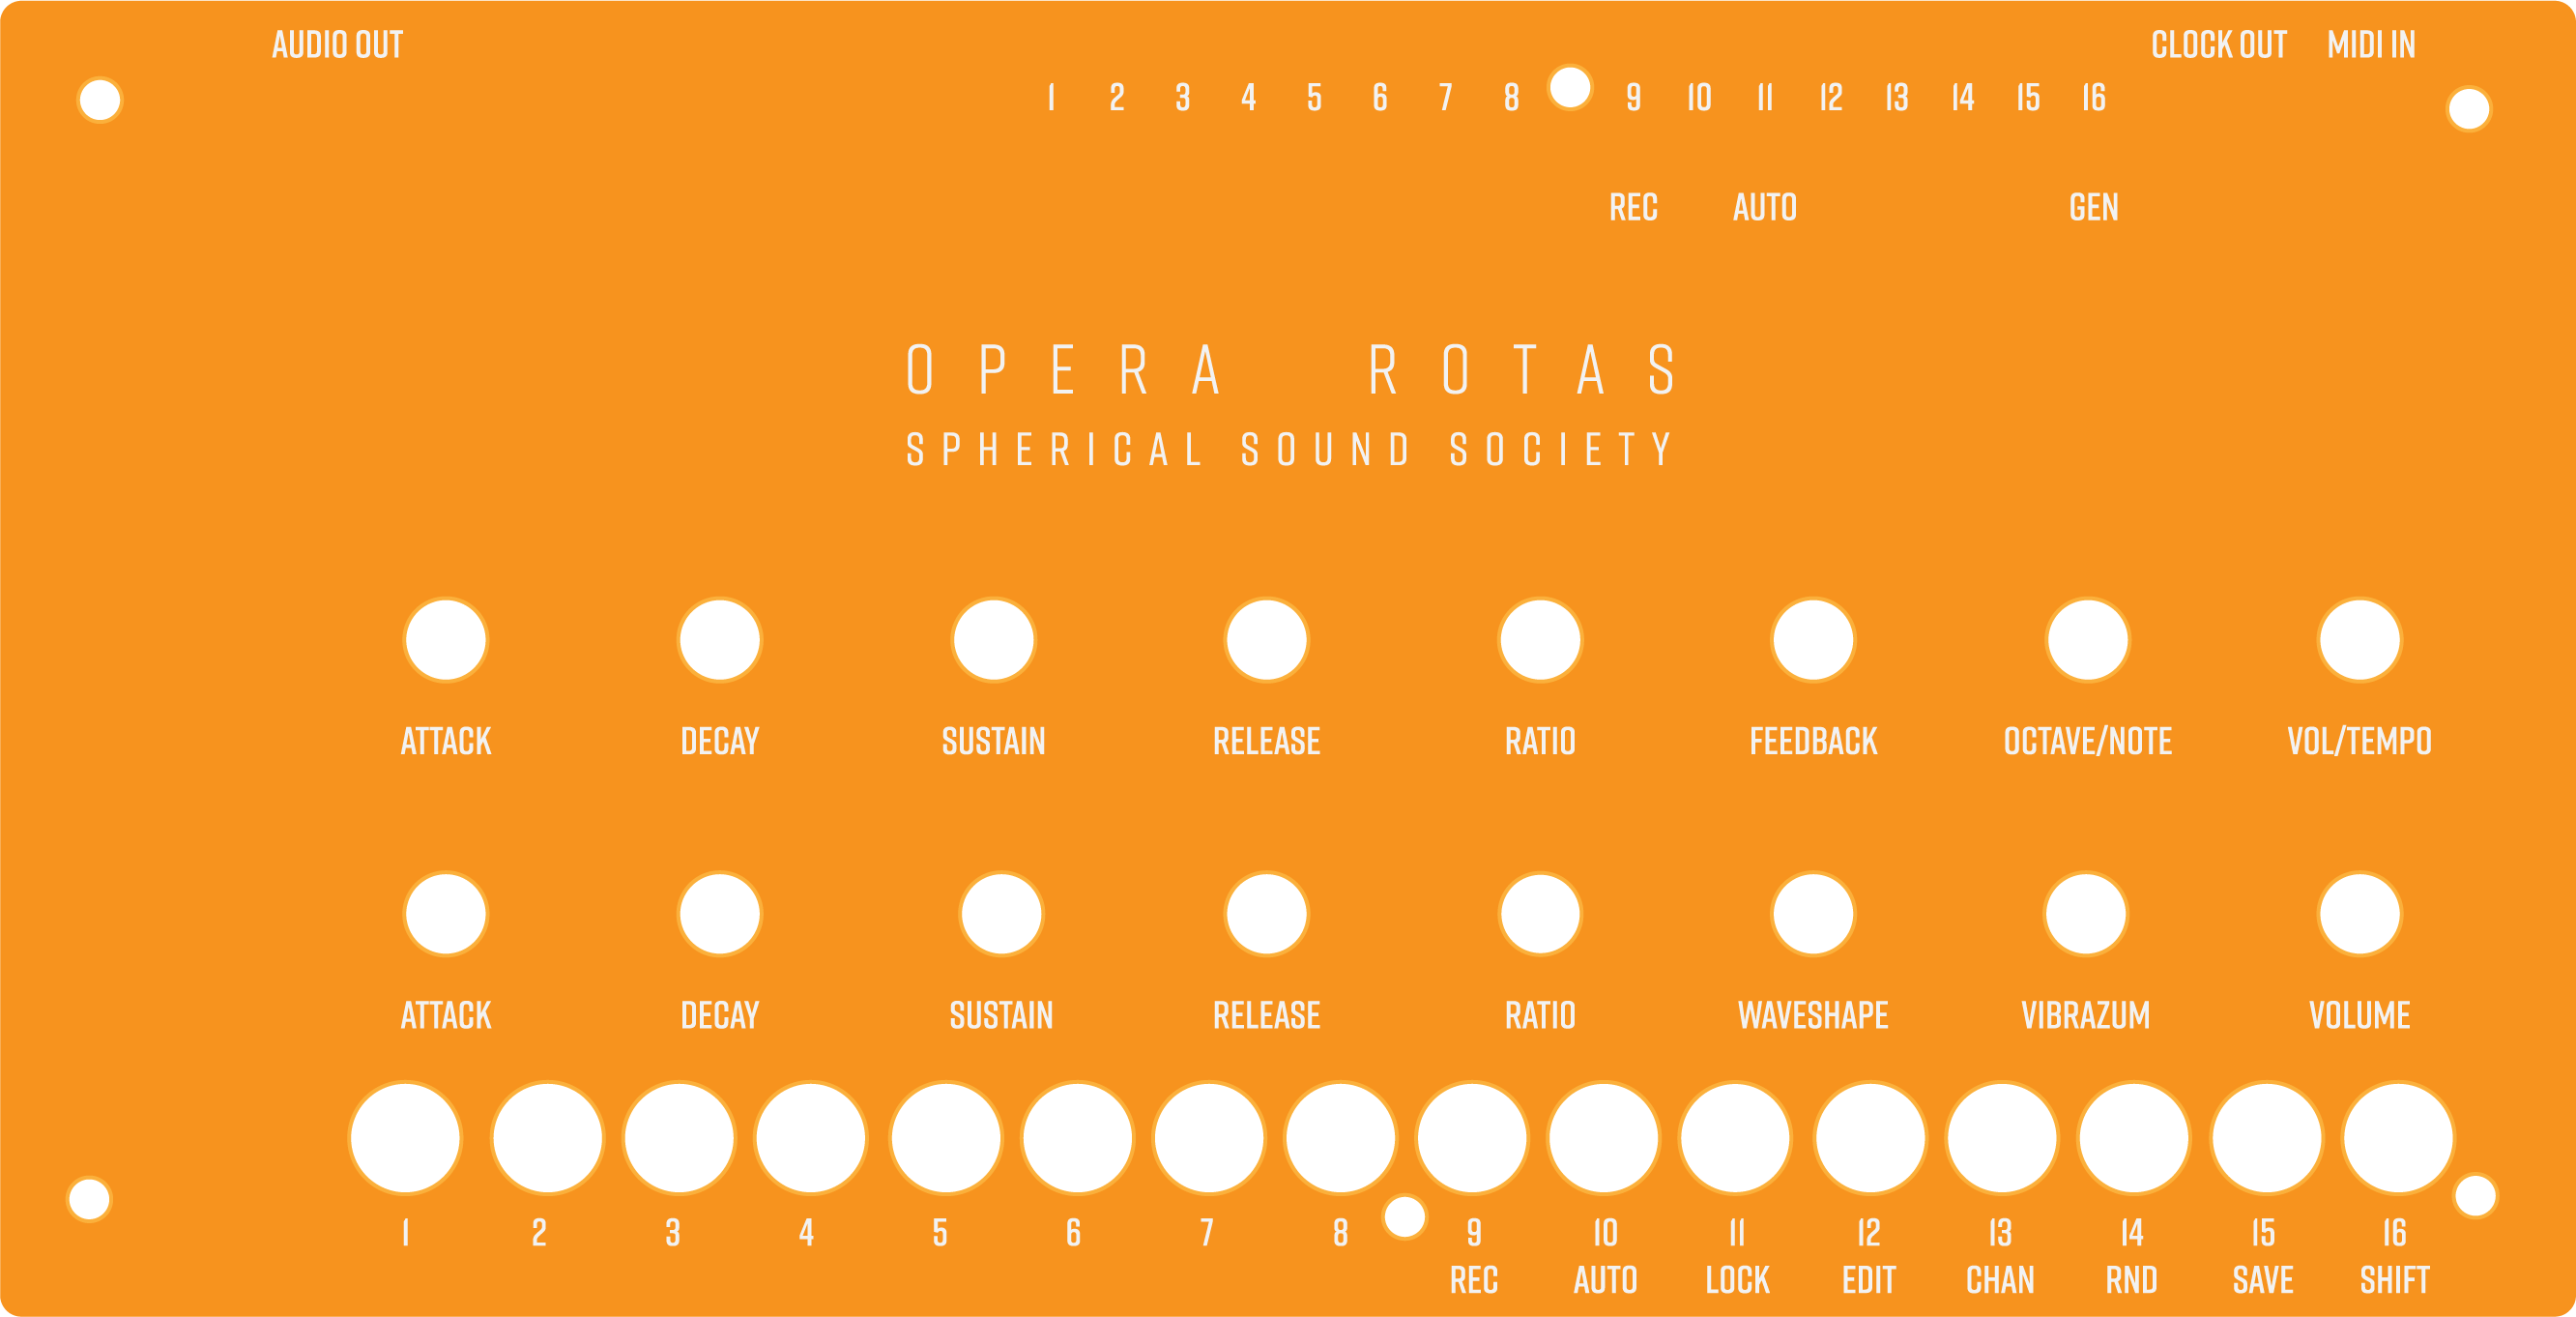 AUDIO OUT CLOCK OUT MIDI IN
1 2 3 4 5 6 7 8 9 10 11 12 13 14 15 16
REC AUTO GEN
OPERA ROTAS
SPHERICAL SOUND SOCIETY
ATTACK DECAY SUSTAIN RELEASE RATIO FEEDBACK OCTAVE/NOTE VOL/TEMPO
ATTACK DECAY SUSTAIN RELEASE RATIO WAVESHAPE VIBRAZUM VOLUME
1 2 3 4 5 6 7 8 9 10 11 12 13 14 15 16
REC AUTO LOCK EDIT CHAN RND SAVE SHIFT